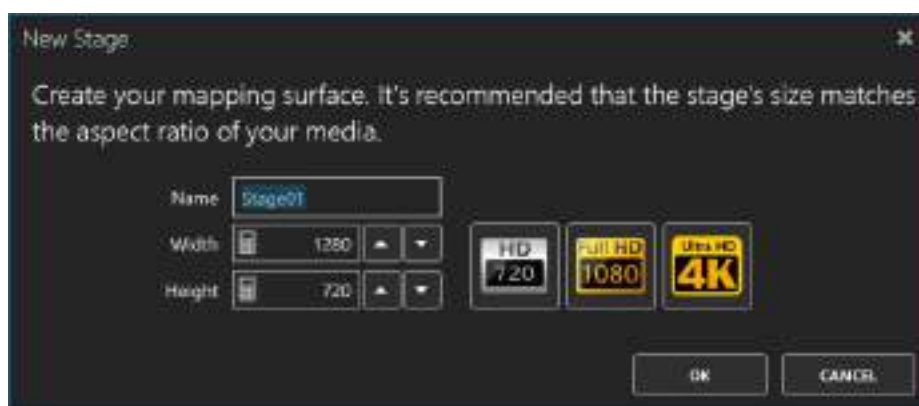 New Stage
Create your mapping surface. It's recommended that the stage's size matches
the aspect ratio of your media.
Name Stage01
Width 1280
Height 720
HD
720
Full HD
1080
Ultra HD
4K
OK CANCEL